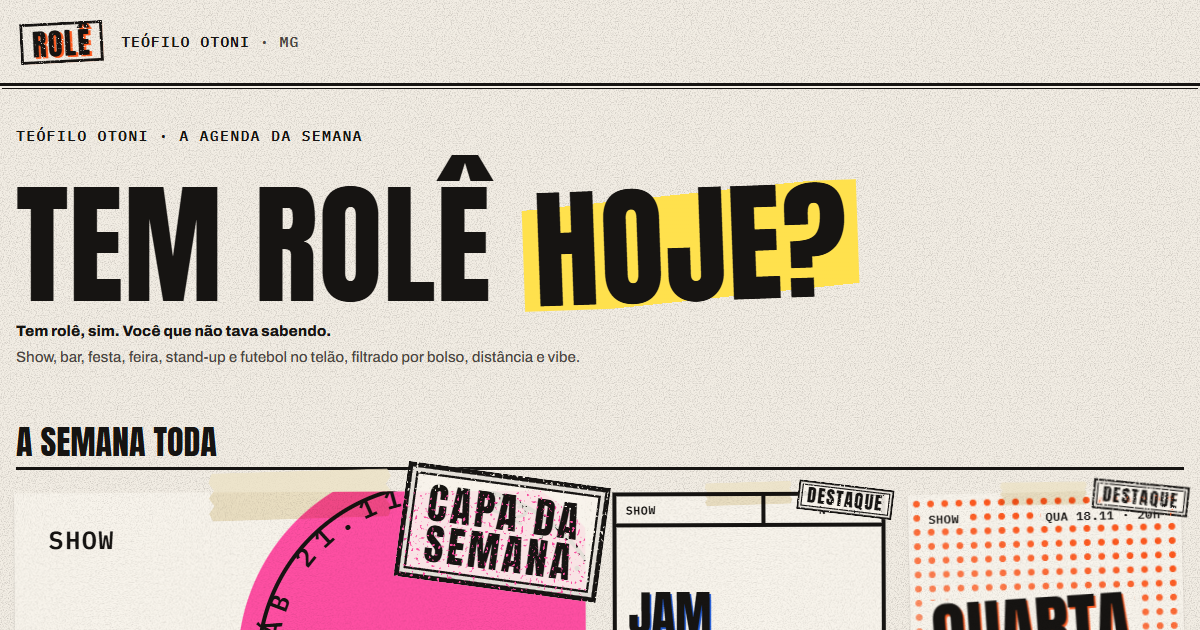 ROLÊ
TEÓFILO OTONI · MG
TEÓFILO OTONI · A AGENDA DA SEMANA
TEM ROLÊ HOJE?
Tem rolê, sim. Você que não tava sabendo.
Show, bar, festa, feira, stand-up e futebol no telão, filtrado por bolso, distância e vibe.
A SEMANA TODA
SHOW
21.11
CAPA DA
SEMANA
SHOW
DESTAQUE
JAM
DESTAQUE
SHOW
QUA 18.11 · 20H
QUARTA